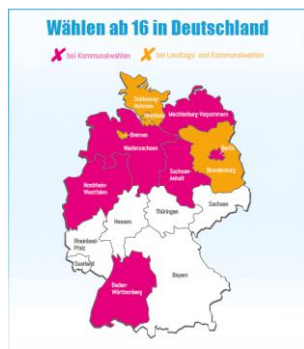 Wählen ab 16 in Deutschland
bei Kommunalwahlen
bei Landtags- und Kommunalwahlen
Schleswig-
Holstein
Hamburg
Mecklenburg-Vorpommern
Bremen
Niedersachsen
Berlin
Sachsen-
Anhalt
Brandenburg
Nordrhein-
Westfalen
Sachsen
Thüringen
Hessen
Rheinland-
Pfalz
Saarland
Bayern
Baden-
Württemberg